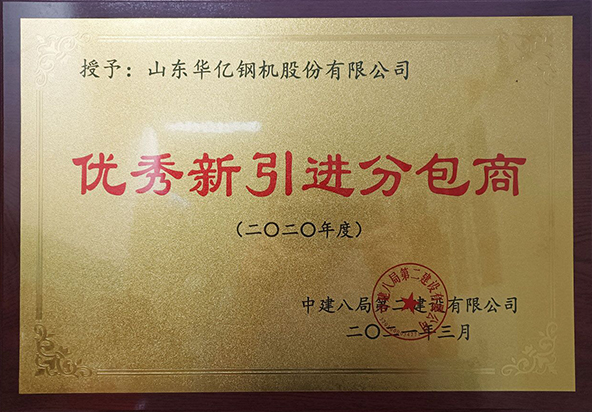 授予：山东华亿钢机股份有限公司
优秀新引进分包商
（二〇二〇年度）
中建八局第二建设有限公司
二〇二一年三月